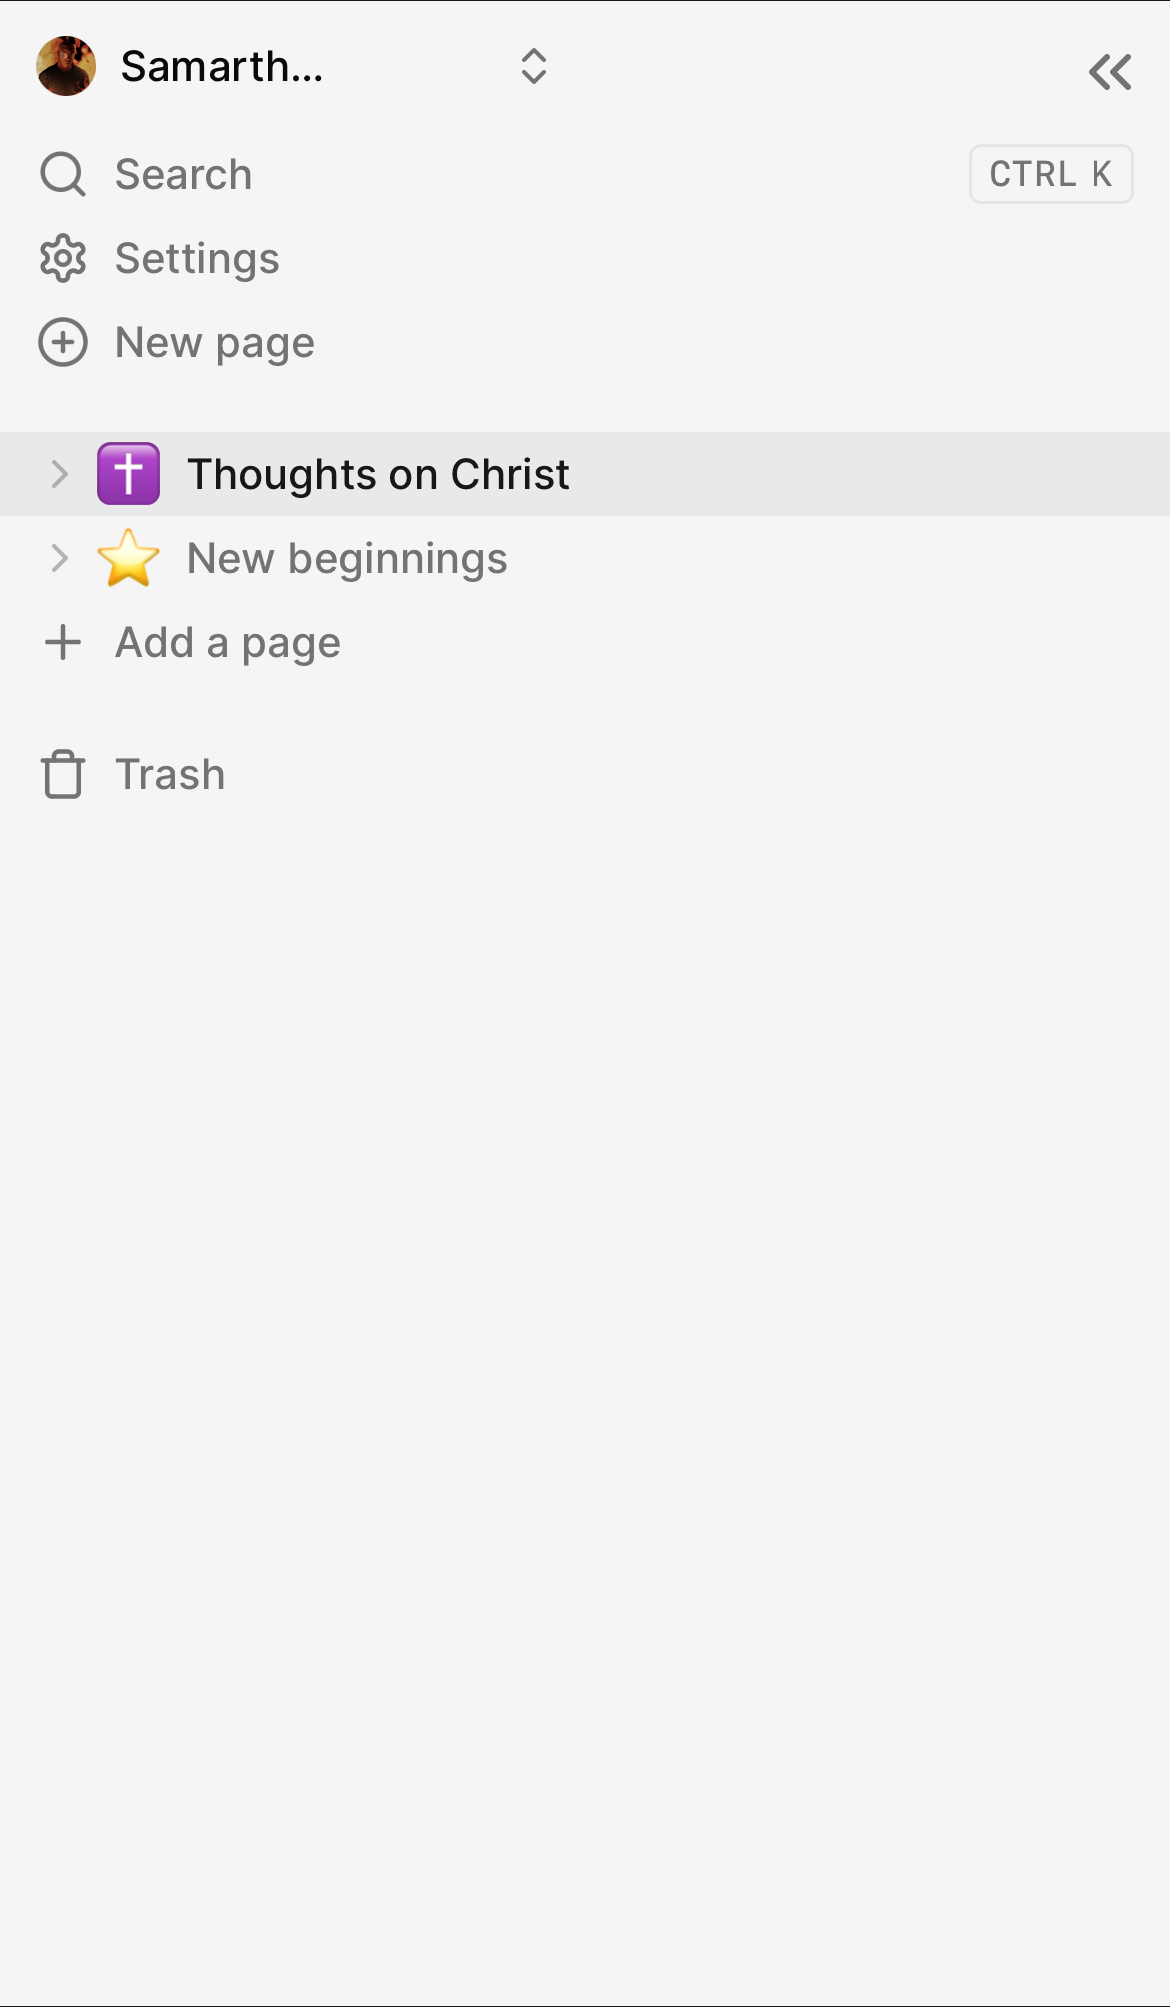 Samarth...
Search CTRL K
Settings
New page
Thoughts on Christ
New beginnings
Add a page
Trash